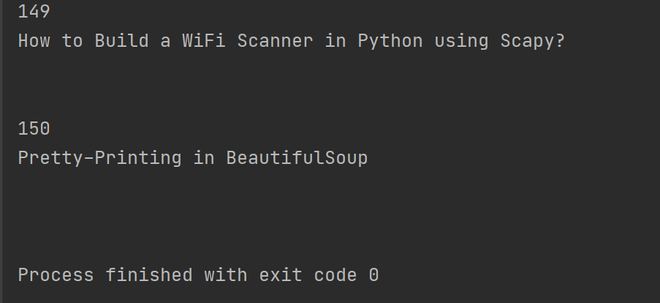 149
How to Build a WiFi Scanner in Python using Scapy?
150
Pretty-Printing in BeautifulSoup
Process finished with exit code 0